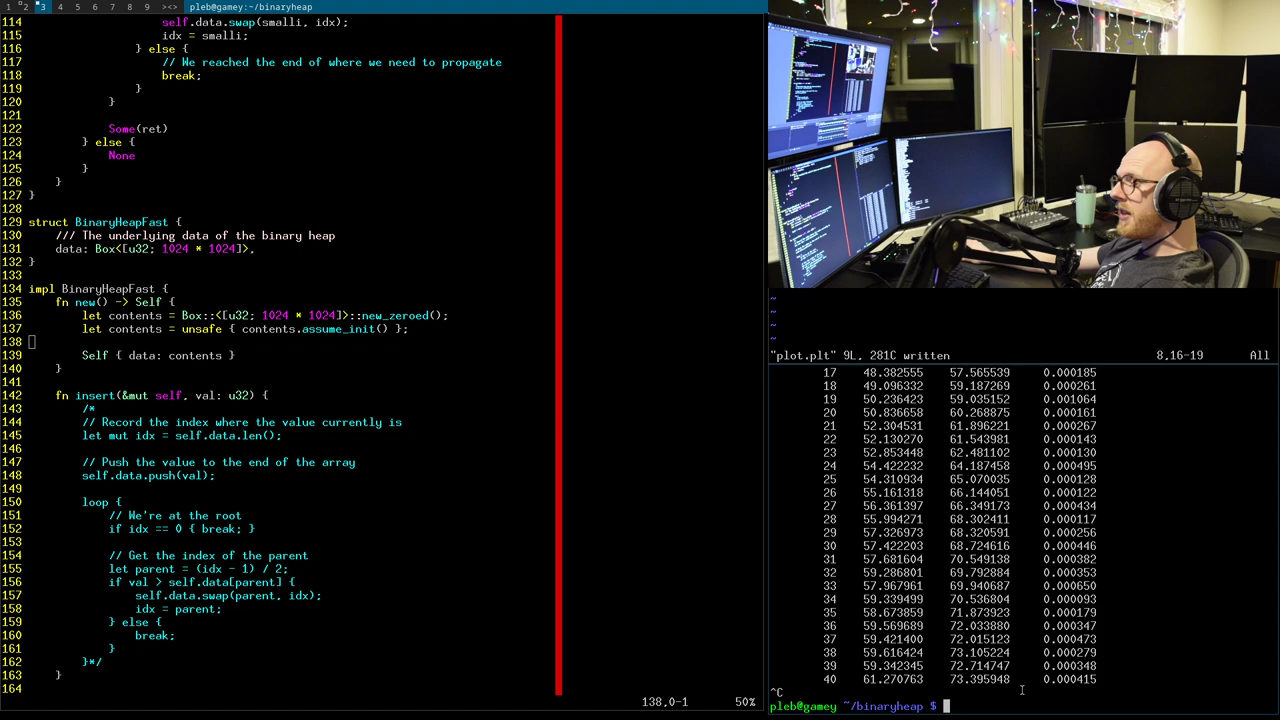 1 2 3 4 5 6 7 8 9 ><> pleb@gamey:~/binaryheap
114 self.data.swap(smalli, idx);
115 idx = smalli;
116 } else {
117 // We reached the end of where we need to propagate
118 break;
119 }
120 }
121
122 Some(ret)
123 } else {
124 None
125 }
126 }
127 }
128
129 struct BinaryHeapFast {
130 /// The underlying data of the binary heap
131 data: Box<[u32; 1024 * 1024]>,
132 }
133
134 impl BinaryHeapFast {
135 fn new() -> Self {
136 let contents = Box::<[u32; 1024 * 1024]>::new_zeroed();
137 let contents = unsafe { contents.assume_init() };
138
139 Self { data: contents }
140 }
141
142 fn insert(&mut self, val: u32) {
143 /*
144 // Record the index where the value currently is
145 let mut idx = self.data.len();
146
147 // Push the value to the end of the array
148 self.data.push(val);
149
150 loop {
151 // We're at the root
152 if idx == 0 { break; }
153
154 // Get the index of the parent
155 let parent = (idx - 1) / 2;
156 if val > self.data[parent] {
157 self.data.swap(parent, idx);
158 idx = parent;
159 } else {
160 break;
161 }
162 }*/
163 }
164
138,0-1 50%
~
~
~
~
"plot.plt" 9L, 281C written 8,16-19 All
17 48.382555 57.565539 0.000185
18 49.096332 59.187269 0.000261
19 50.236423 59.035152 0.001064
20 50.836658 60.268875 0.000161
21 52.304531 61.896221 0.000267
22 52.130270 61.543981 0.000143
23 52.853448 62.481102 0.000130
24 54.422232 64.187458 0.000495
25 54.310934 65.070035 0.000128
26 55.161318 66.144051 0.000122
27 56.361397 66.349173 0.000434
28 55.994271 68.302411 0.000117
29 57.326973 68.320591 0.000256
30 57.422203 68.724616 0.000446
31 57.681604 70.549138 0.000382
32 59.286801 69.792884 0.000353
33 57.967961 69.940687 0.000650
34 59.339499 70.536804 0.000093
35 58.673859 71.873923 0.000179
36 59.569689 72.033880 0.000347
37 59.421400 72.015123 0.000473
38 59.616424 73.105224 0.000279
39 59.342345 72.714747 0.000348
40 61.270763 73.395948 0.000415
^C
pleb@gamey ~/binaryheap $